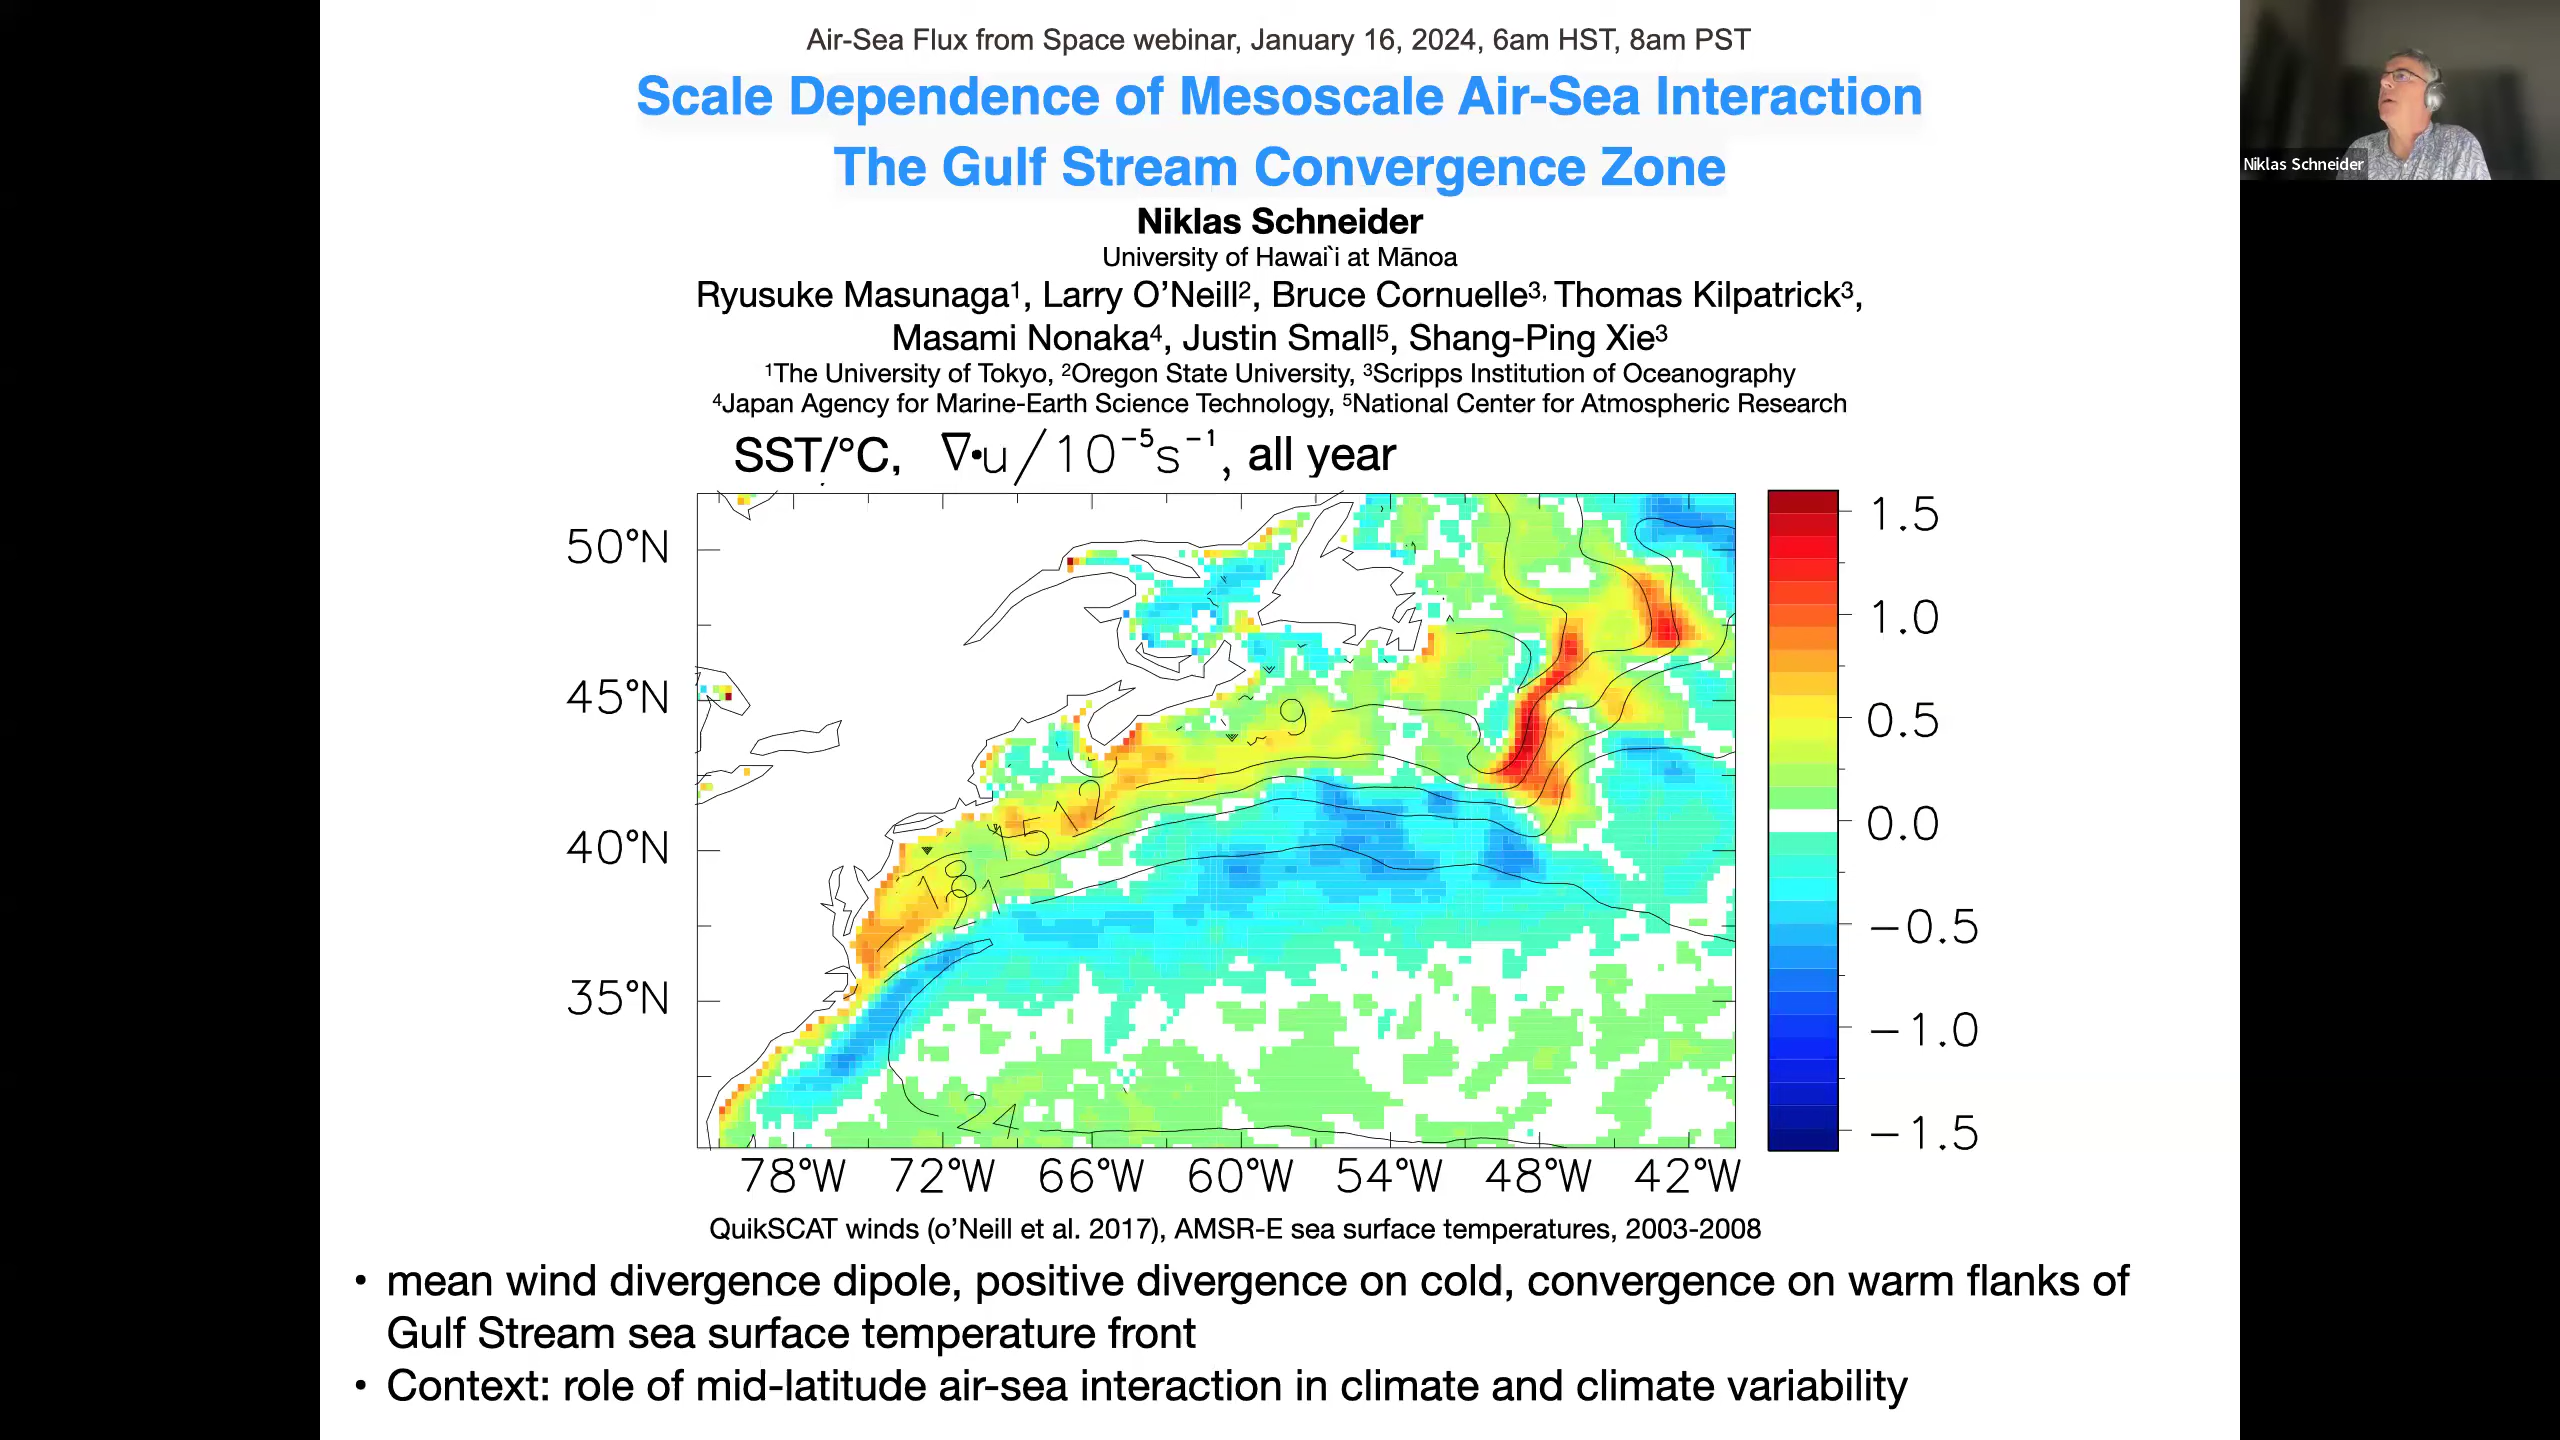 Air-Sea Flux from Space webinar, January 16, 2024, 6am HST, 8am PST
Scale Dependence of Mesoscale Air-Sea Interaction
The Gulf Stream Convergence Zone
Niklas Schneider
University of Hawai`i at Mānoa
Ryusuke Masunaga¹, Larry O’Neill², Bruce Cornuelle³, Thomas Kilpatrick³,
Masami Nonaka⁴, Justin Small⁵, Shang-Ping Xie³
¹The University of Tokyo, ²Oregon State University, ³Scripps Institution of Oceanography
⁴Japan Agency for Marine-Earth Science Technology, ⁵National Center for Atmospheric Research
SST/°C, ∇•u/10⁻⁵s⁻¹, all year
50°N
45°N
40°N
35°N
9
12
15
18
21
24
78°W 72°W 66°W 60°W 54°W 48°W 42°W
1.5
1.0
0.5
0.0
−0.5
−1.0
−1.5
QuikSCAT winds (o’Neill et al. 2017), AMSR-E sea surface temperatures, 2003-2008
• mean wind divergence dipole, positive divergence on cold, convergence on warm flanks of
Gulf Stream sea surface temperature front
• Context: role of mid-latitude air-sea interaction in climate and climate variability
Niklas Schneider